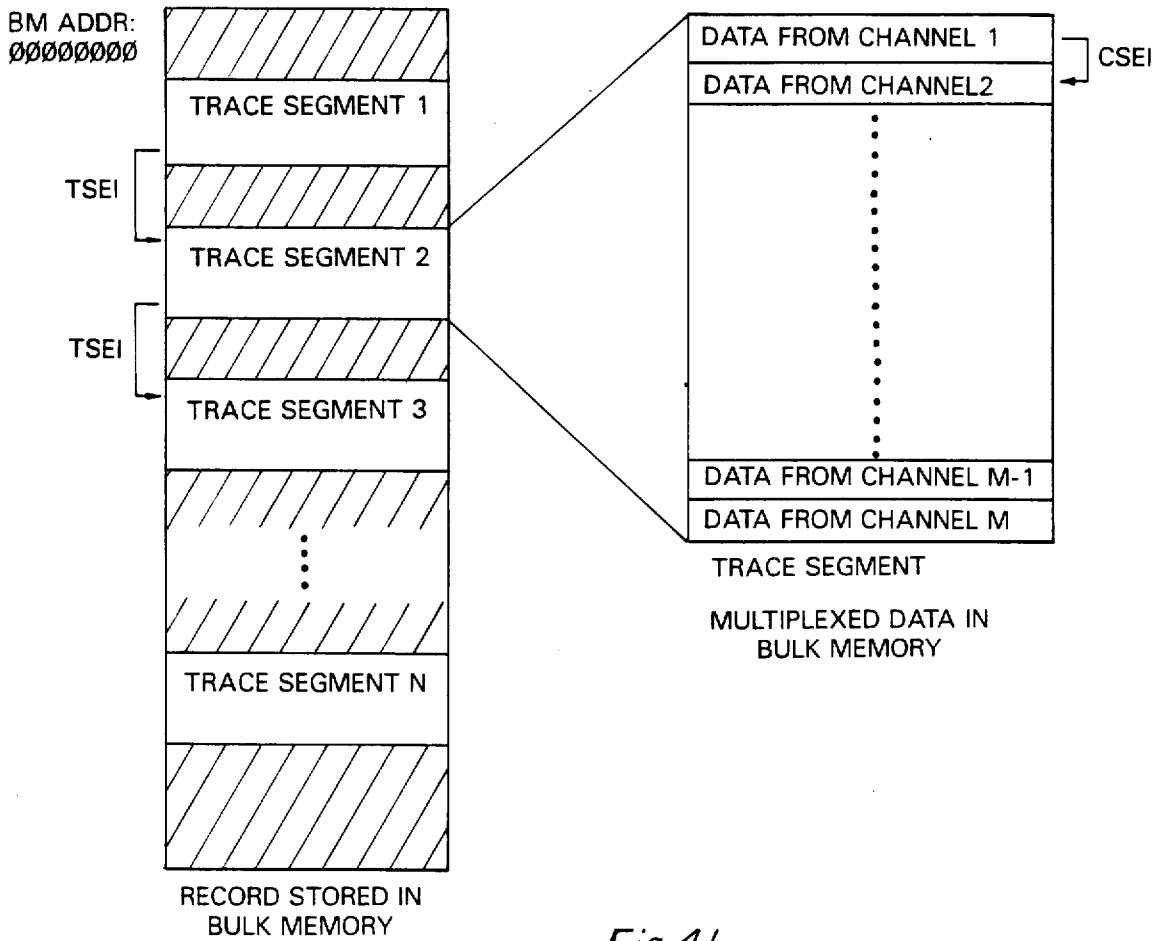 BM ADDR:
ØØØØØØØØ
TRACE SEGMENT 1
TSEI
TRACE SEGMENT 2
TSEI
TRACE SEGMENT 3
TRACE SEGMENT N
RECORD STORED IN
BULK MEMORY
DATA FROM CHANNEL 1
CSEI
DATA FROM CHANNEL2
DATA FROM CHANNEL M-1
DATA FROM CHANNEL M
TRACE SEGMENT
MULTIPLEXED DATA IN
BULK MEMORY